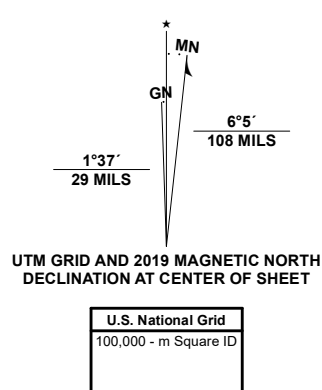 ★
MN
GN
6°5´
108 MILS
1°37´
29 MILS
UTM GRID AND 2019 MAGNETIC NORTH
DECLINATION AT CENTER OF SHEET
U.S. National Grid
100,000 - m Square ID